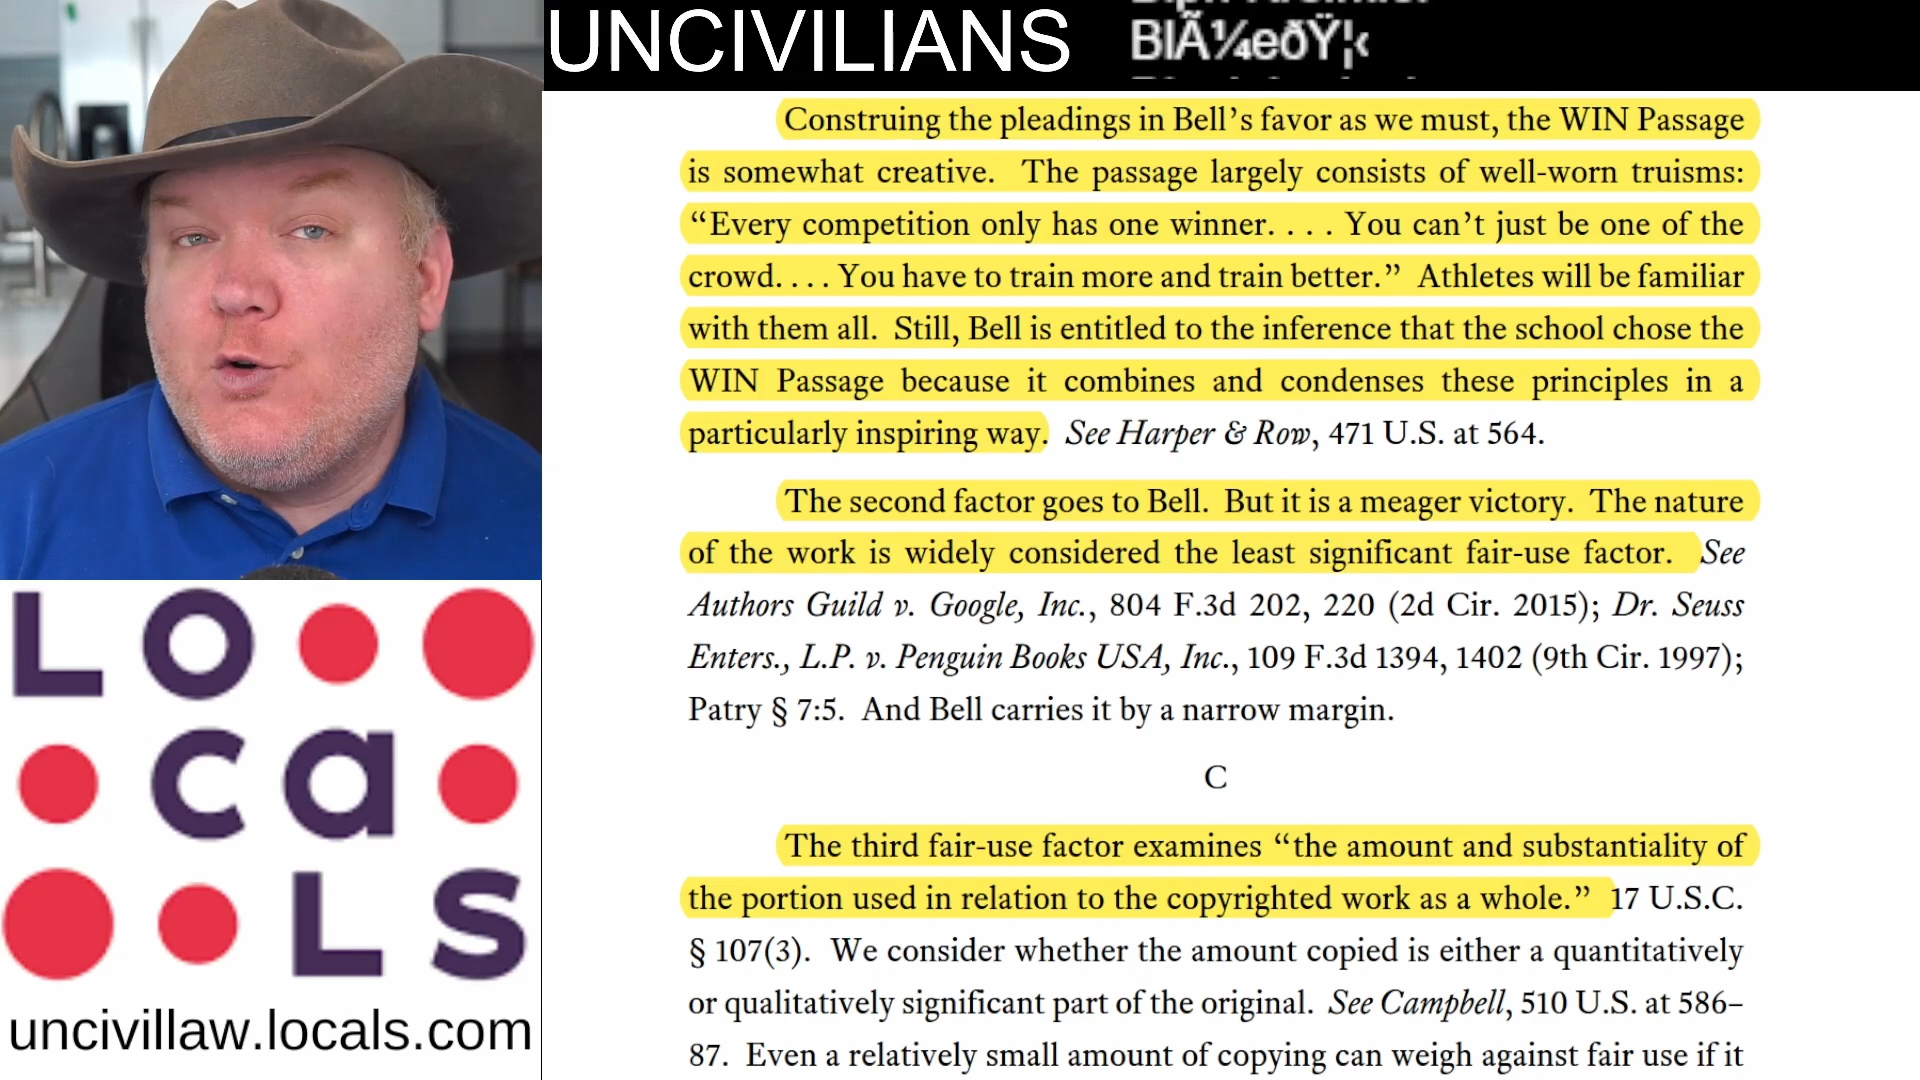 UNCIVILIANS
BlÃ¼eðŸ¦‹
Construing the pleadings in Bell’s favor as we must, the WIN Passage
is somewhat creative. The passage largely consists of well-worn truisms:
“Every competition only has one winner. . . . You can’t just be one of the
crowd. . . . You have to train more and train better.” Athletes will be familiar
with them all. Still, Bell is entitled to the inference that the school chose the
WIN Passage because it combines and condenses these principles in a
particularly inspiring way. See Harper & Row, 471 U.S. at 564.
The second factor goes to Bell. But it is a meager victory. The nature
of the work is widely considered the least significant fair-use factor. See
Authors Guild v. Google, Inc., 804 F.3d 202, 220 (2d Cir. 2015); Dr. Seuss
Enters., L.P. v. Penguin Books USA, Inc., 109 F.3d 1394, 1402 (9th Cir. 1997);
Patry § 7:5. And Bell carries it by a narrow margin.
C
The third fair-use factor examines “the amount and substantiality of
the portion used in relation to the copyrighted work as a whole.” 17 U.S.C.
§ 107(3). We consider whether the amount copied is either a quantitatively
or qualitatively significant part of the original. See Campbell, 510 U.S. at 586–
87. Even a relatively small amount of copying can weigh against fair use if it
LO
ca
LS
uncivillaw.locals.com